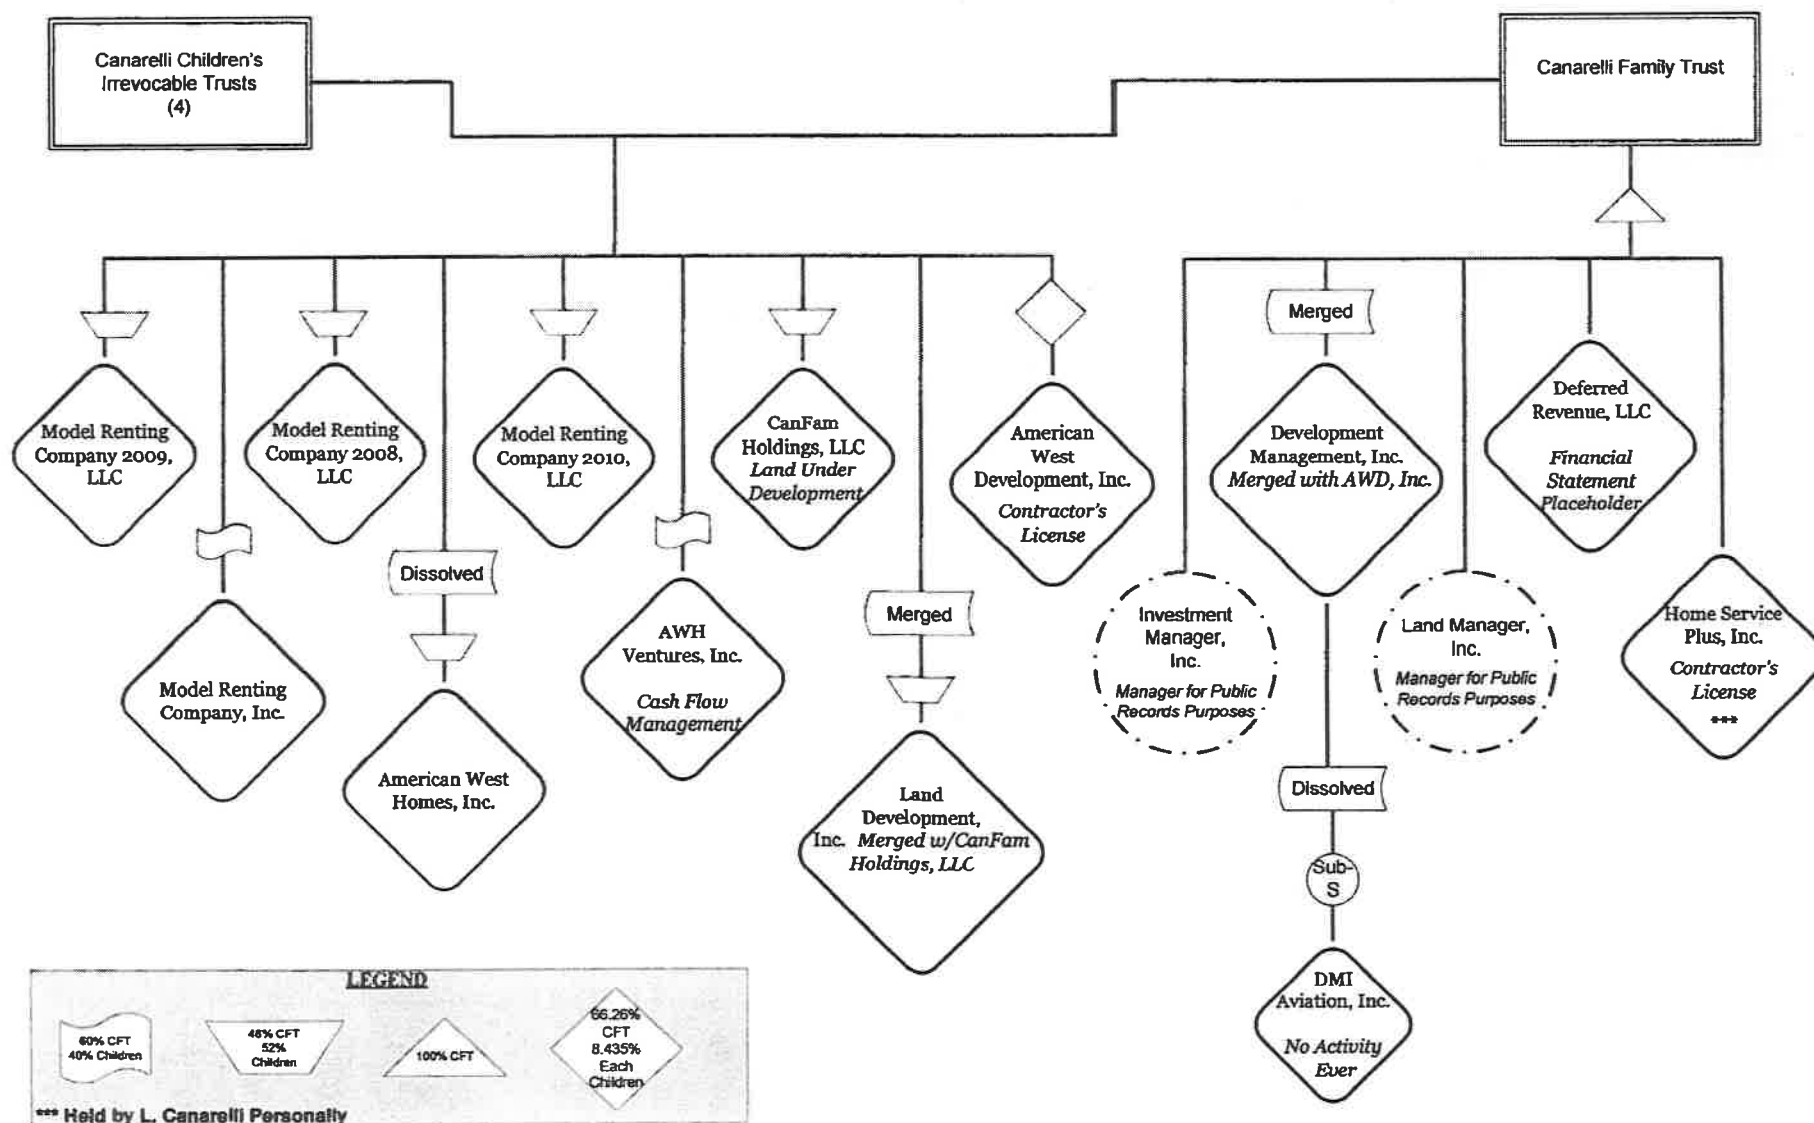 Canarelli Children's
Irrevocable Trusts
(4)
Canarelli Family Trust
Model Renting
Company 2009,
LLC
Model Renting
Company 2008,
LLC
Model Renting
Company 2010,
LLC
CanFam
Holdings, LLC
Land Under
Development
American
West
Development, Inc.
Contractor's
License
Merged
Development
Management, Inc.
Merged with AWD, Inc.
Deferred
Revenue, LLC
Financial
Statement
Placeholder
Model Renting
Company, Inc.
Dissolved
American West
Homes, Inc.
AWH
Ventures, Inc.
Cash Flow
Management
Merged
Land
Development,
Inc. Merged w/CanFam
Holdings, LLC
Investment
Manager,
Inc.
Manager for Public
Records Purposes
Land Manager,
Inc.
Manager for Public
Records Purposes
Home Service
Plus, Inc.
Contractor's
License
***
Dissolved
Sub-
S
DMI
Aviation, Inc.
No Activity
Ever
LEGEND
60% CFT
40% Children
48% CFT
52%
Children
100% CFT
66.26%
CFT
8.435%
Each
Children
*** Held by L. Canarelli Personally